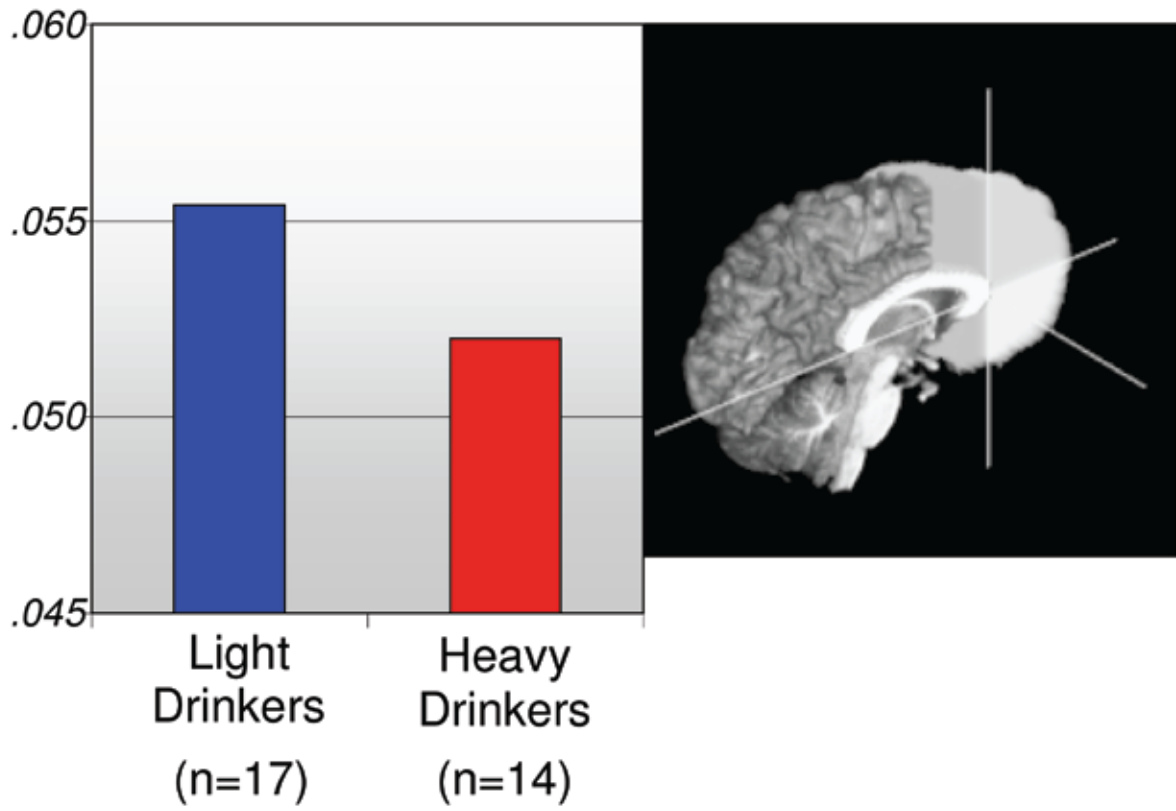 .060
.055
.050
.045
Light
Drinkers
(n=17)
Heavy
Drinkers
(n=14)